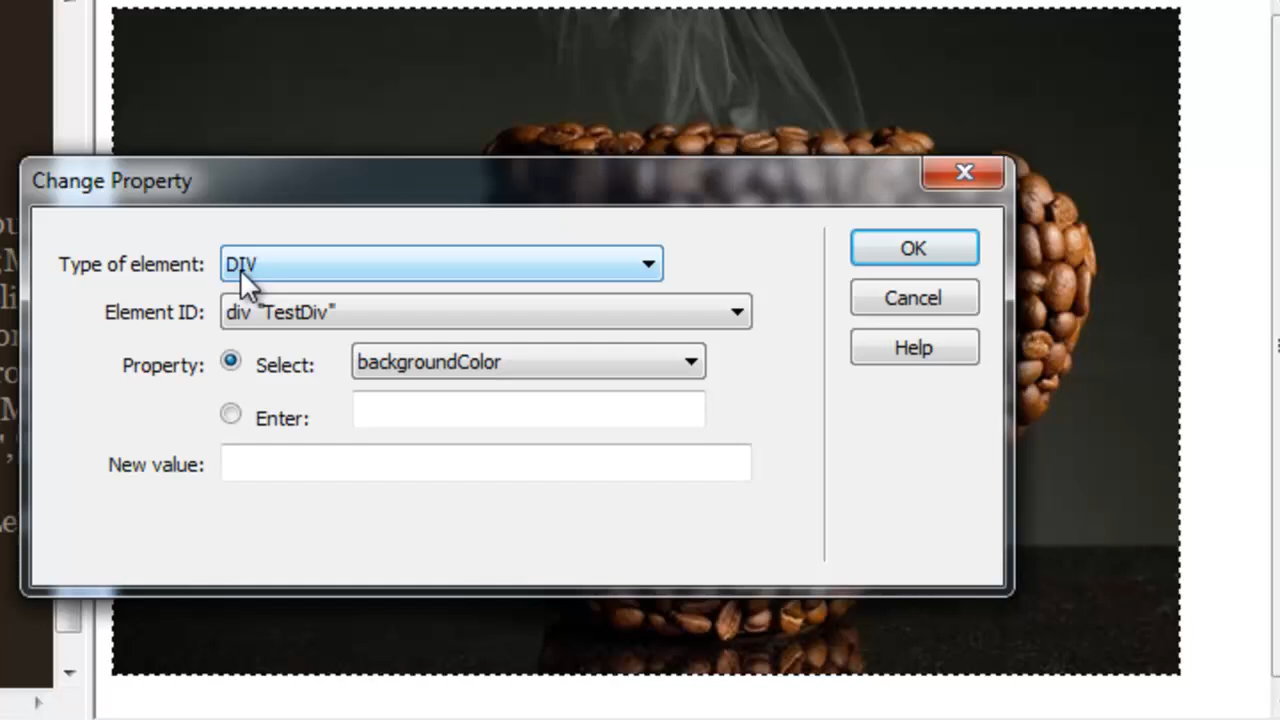 Change Property
Type of element: DIV
Element ID: div "TestDiv"
Property: Select: backgroundColor
Enter:
New value:
OK
Cancel
Help